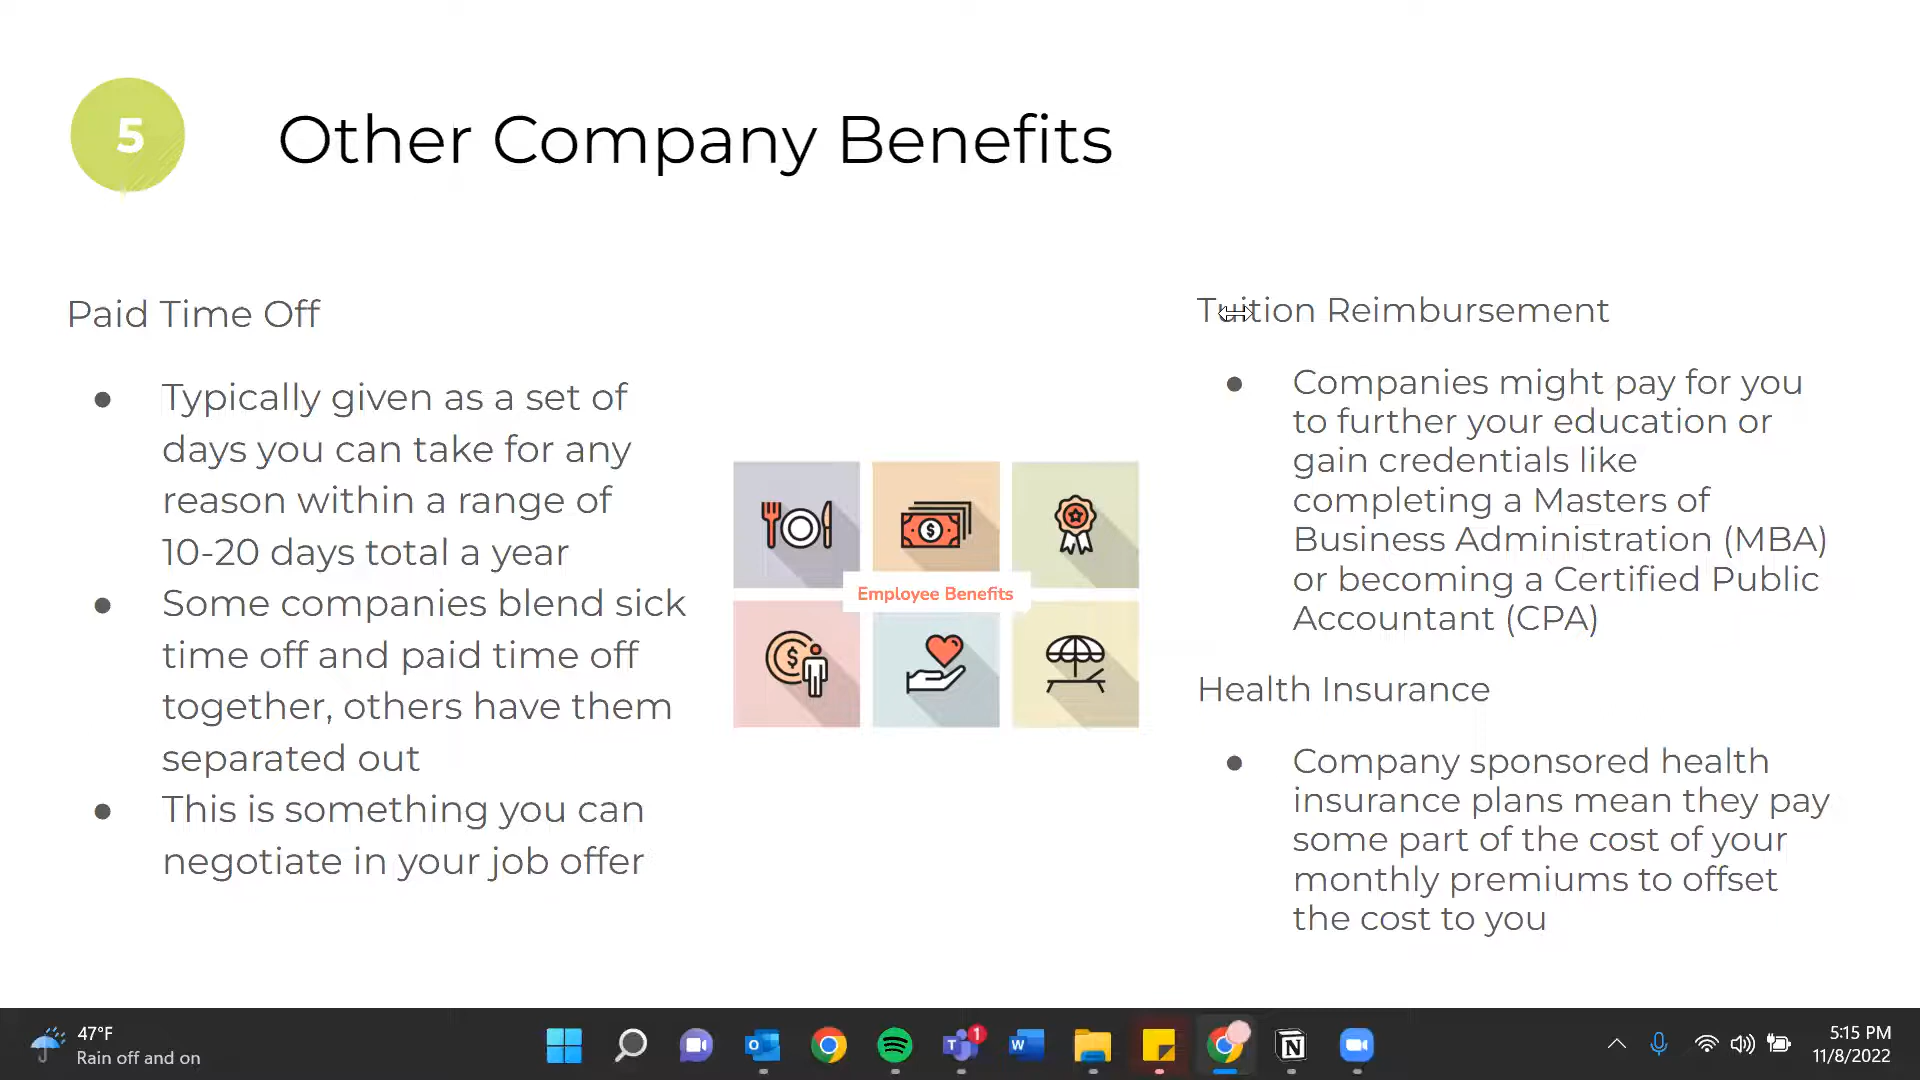 5
Other Company Benefits
Paid Time Off
● Typically given as a set of
days you can take for any
reason within a range of
10-20 days total a year
● Some companies blend sick
time off and paid time off
together, others have them
separated out
● This is something you can
negotiate in your job offer
Employee Benefits
Tuition Reimbursement
● Companies might pay for you
to further your education or
gain credentials like
completing a Masters of
Business Administration (MBA)
or becoming a Certified Public
Accountant (CPA)
Health Insurance
● Company sponsored health
insurance plans mean they pay
some part of the cost of your
monthly premiums to offset
the cost to you
47°F
Rain off and on
1
5:15 PM
11/8/2022